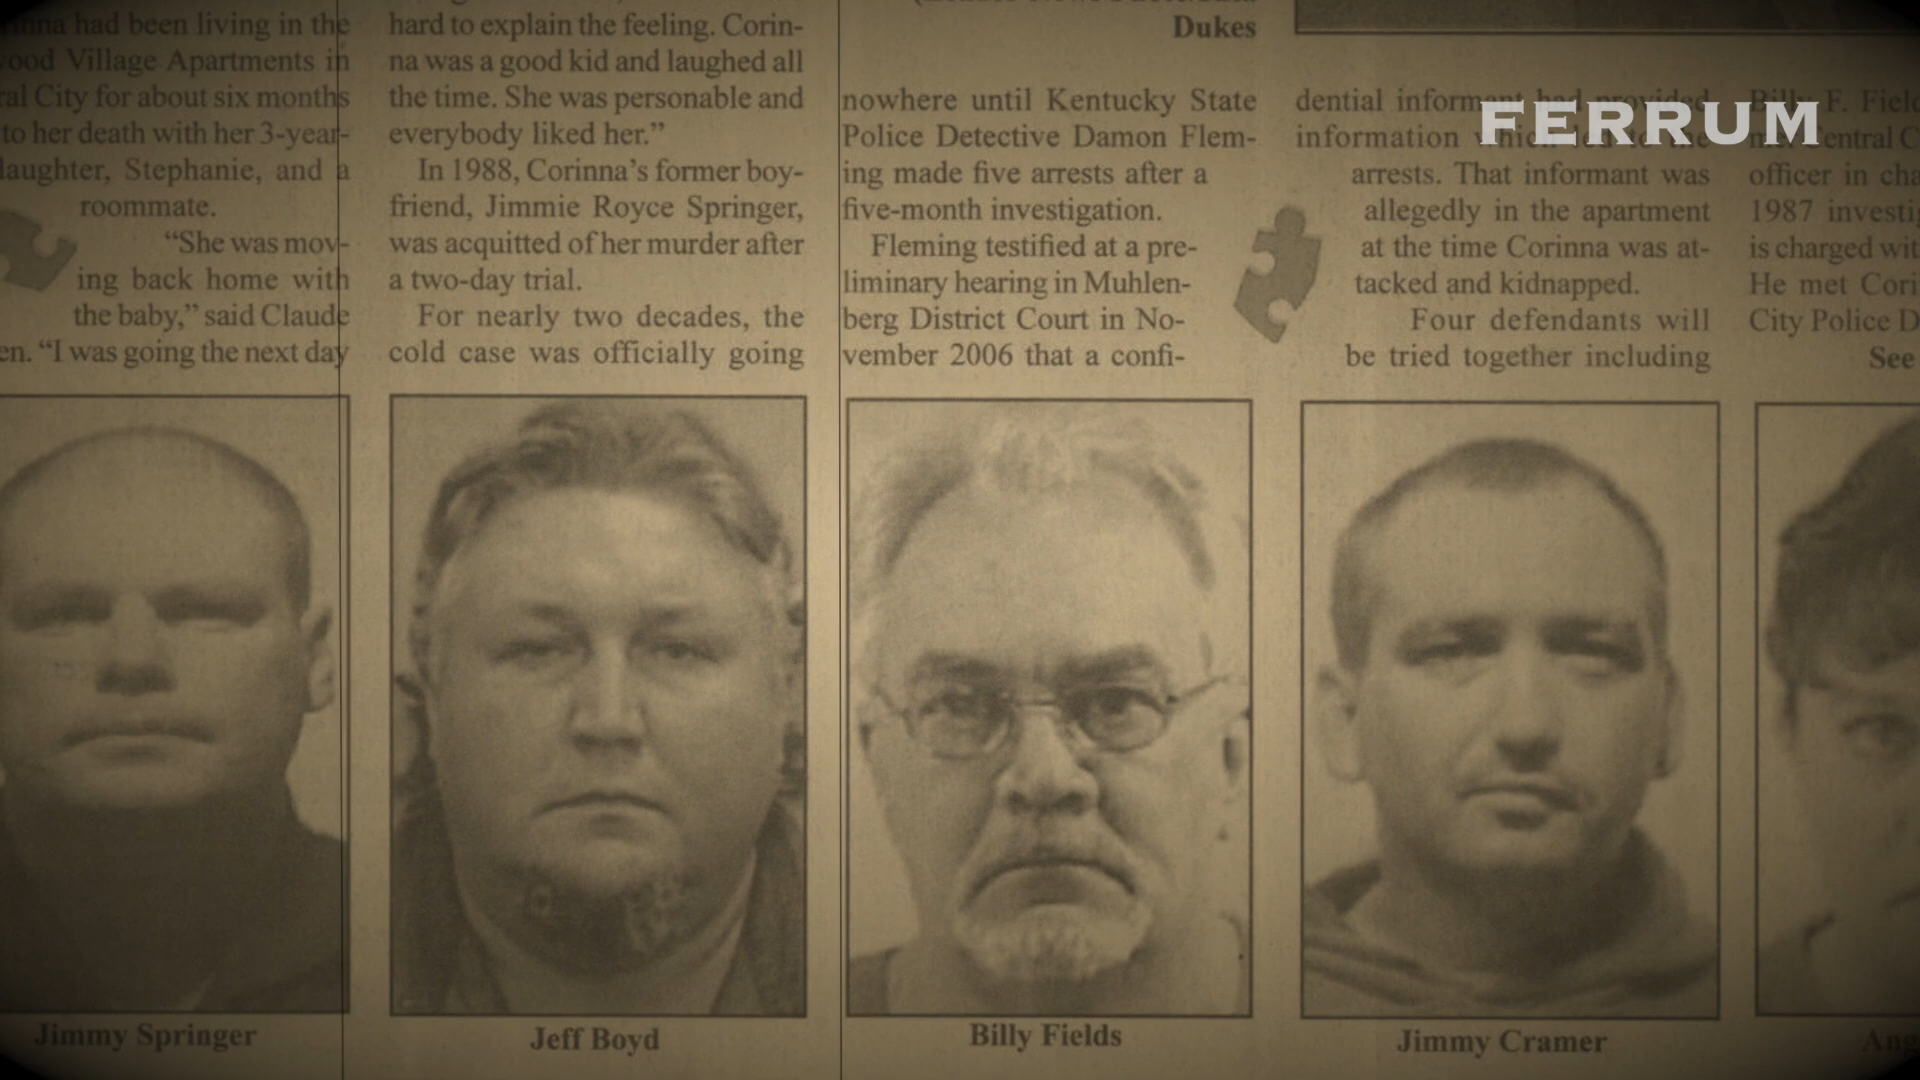 had been living in the
Village Apartments in
City for about six months
to her death with her 3-year-
Stephanie, and a
roommate.
“She was mov-
ing back home with
the baby,” said Claude
“I was going the next day
hard to explain the feeling. Corin-
na was a good kid and laughed all
the time. She was personable and
everybody liked her.”
In 1988, Corinna’s former boy-
friend, Jimmie Royce Springer,
was acquitted of her murder after
a two-day trial.
For nearly two decades, the
cold case was officially going
Dukes
nowhere until Kentucky State
Police Detective Damon Flem-
ing made five arrests after a
five-month investigation.
Fleming testified at a pre-
liminary hearing in Muhlen-
berg District Court in No-
vember 2006 that a confi-
dential informant had provided
information which led to the
arrests. That informant was
allegedly in the apartment
at the time Corinna was at-
tacked and kidnapped.
Four defendants will
be tried together including
Billy F.
officer in
1987
is charged
He met
City Police
See
FERRUM
Jimmy Springer
Jeff Boyd
Billy Fields
Jimmy Cramer